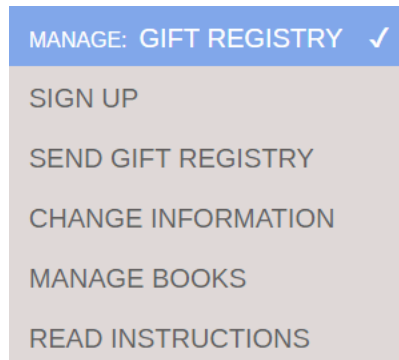 MANAGE: GIFT REGISTRY ✓
SIGN UP
SEND GIFT REGISTRY
CHANGE INFORMATION
MANAGE BOOKS
READ INSTRUCTIONS